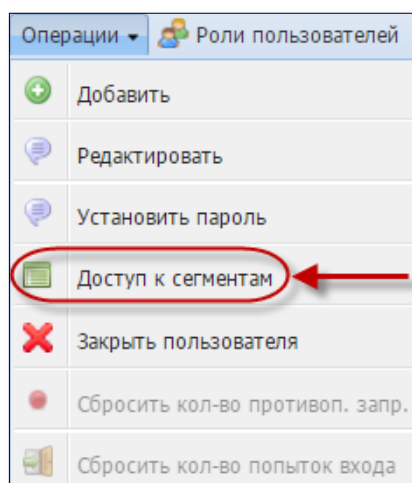 Операции Роли пользователей
Добавить
Редактировать
Установить пароль
Доступ к сегментам
Закрыть пользователя
Сбросить кол-во противоп. запр.
Сбросить кол-во попыток входа